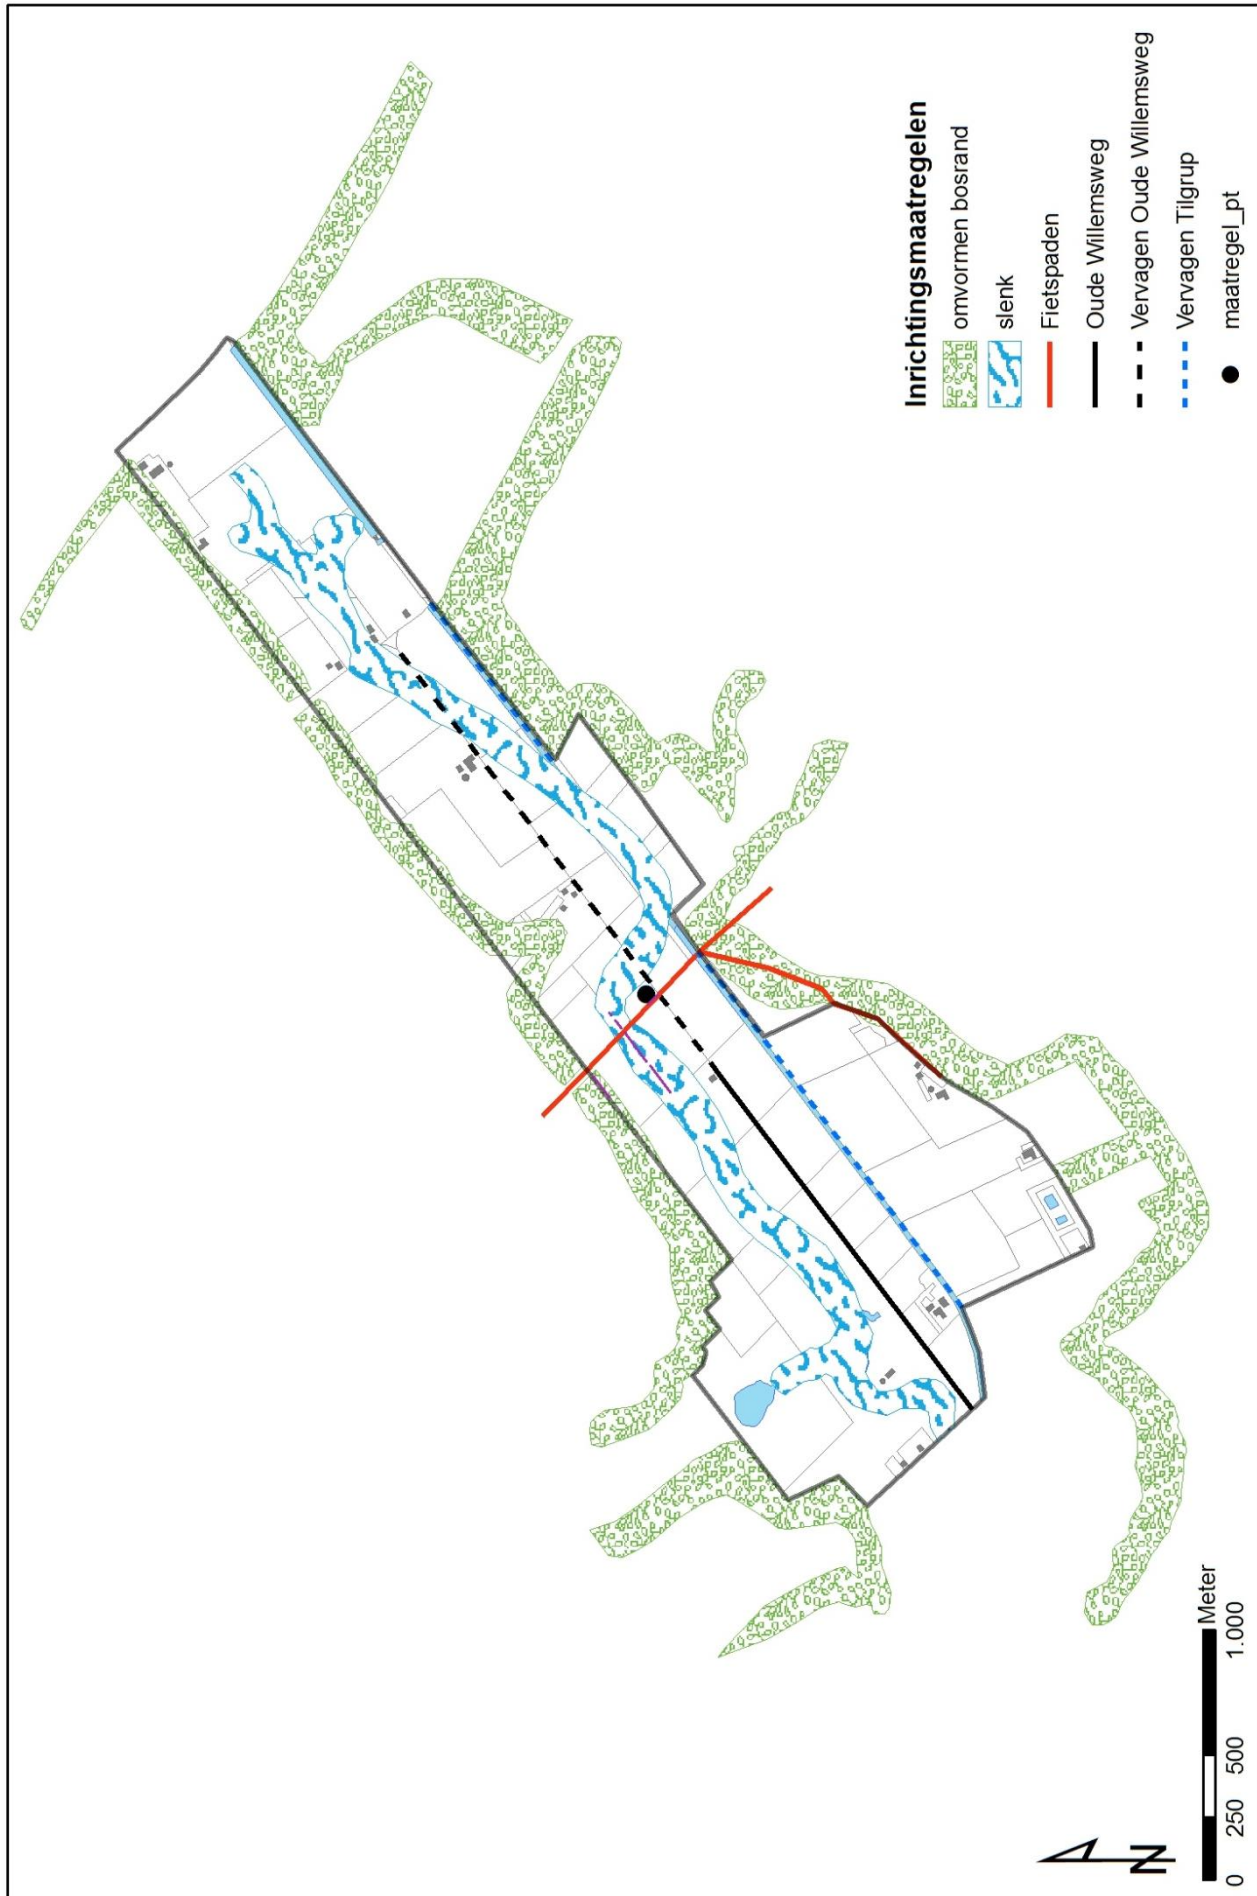 Inrichtingsmaatregelen
omvormen bosrand
slenk
Fietspaden
Oude Willemsweg
Vervagen Oude Willemsweg
Vervagen Tilgrup
maatregel_pt
N
Meter
0 250 500 1.000